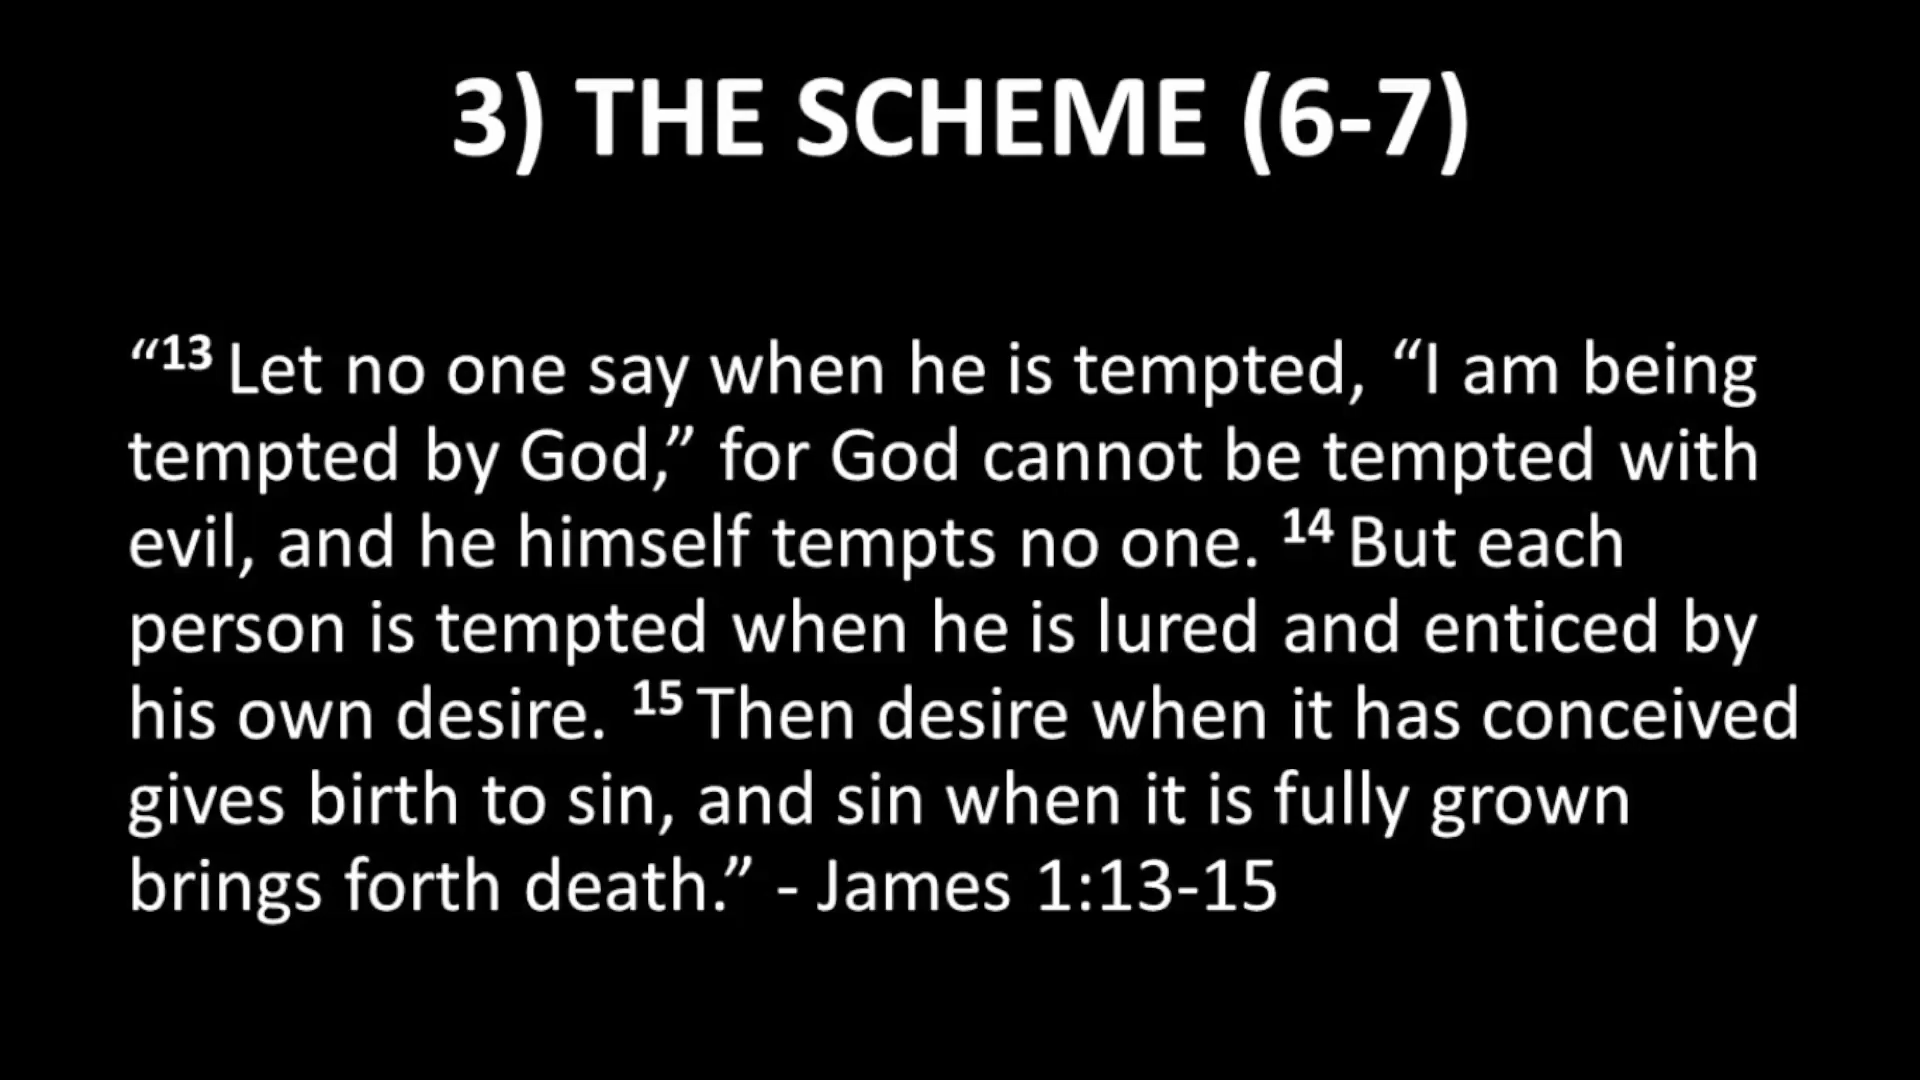 3) THE SCHEME (6-7)
“13 Let no one say when he is tempted, “I am being
tempted by God,” for God cannot be tempted with
evil, and he himself tempts no one. 14 But each
person is tempted when he is lured and enticed by
his own desire. 15 Then desire when it has conceived
gives birth to sin, and sin when it is fully grown
brings forth death.” - James 1:13-15